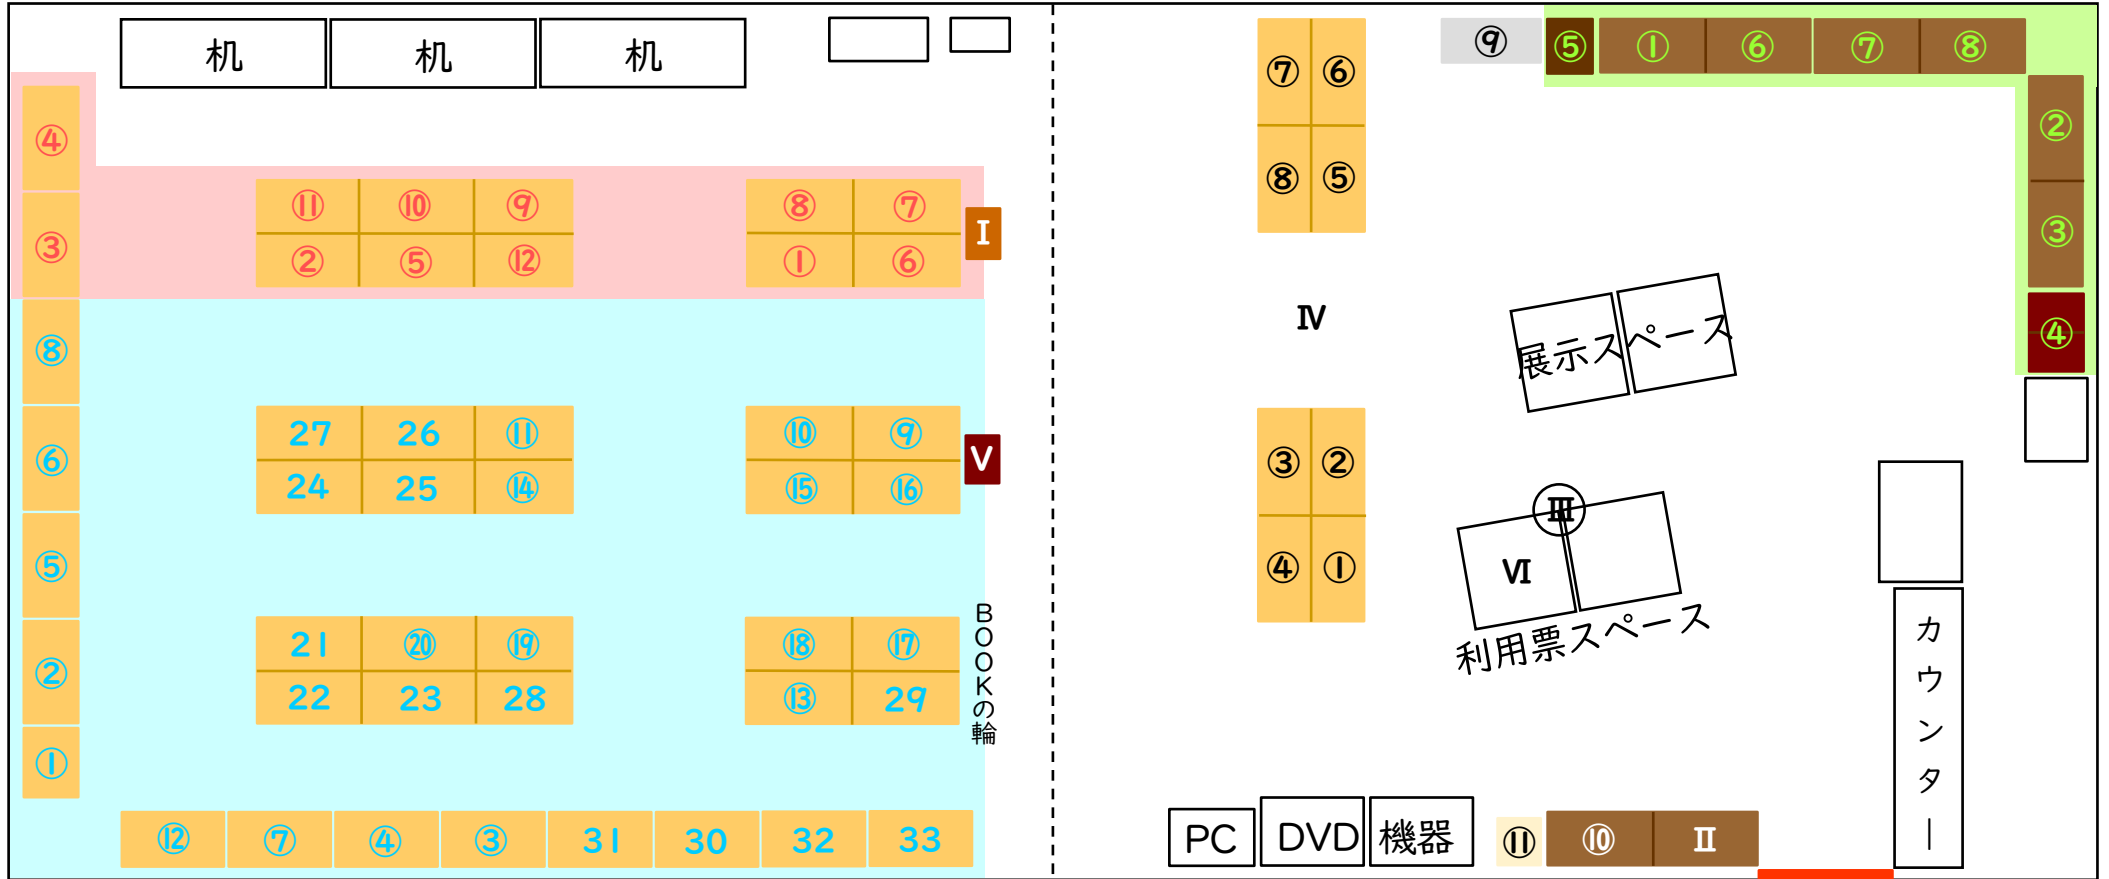 机 机 机
⑨ ⑤ ① ⑥ ⑦ ⑧
⑦ ⑥
④
②
⑧ ⑤
⑪ ⑩ ⑨ ⑧ ⑦
I
③
② ⑤ ⑫ ① ⑥
③
Ⅳ
展示スペース
④
⑧
27 26 ⑪ ⑩ ⑨
V
⑥
24 25 ⑭ ⑮ ⑯
③ ②
Ⅲ
⑤
④ ①
Ⅵ
利用票スペース
BOOKの輪
21 ⑳ ⑲ ⑱ ⑰
②
22 23 28 ⑬ 29
①
カウンター
⑫ ⑦ ④ ③ 31 30 32 33
PC DVD 機器 ⑪ ⑩ Ⅱ